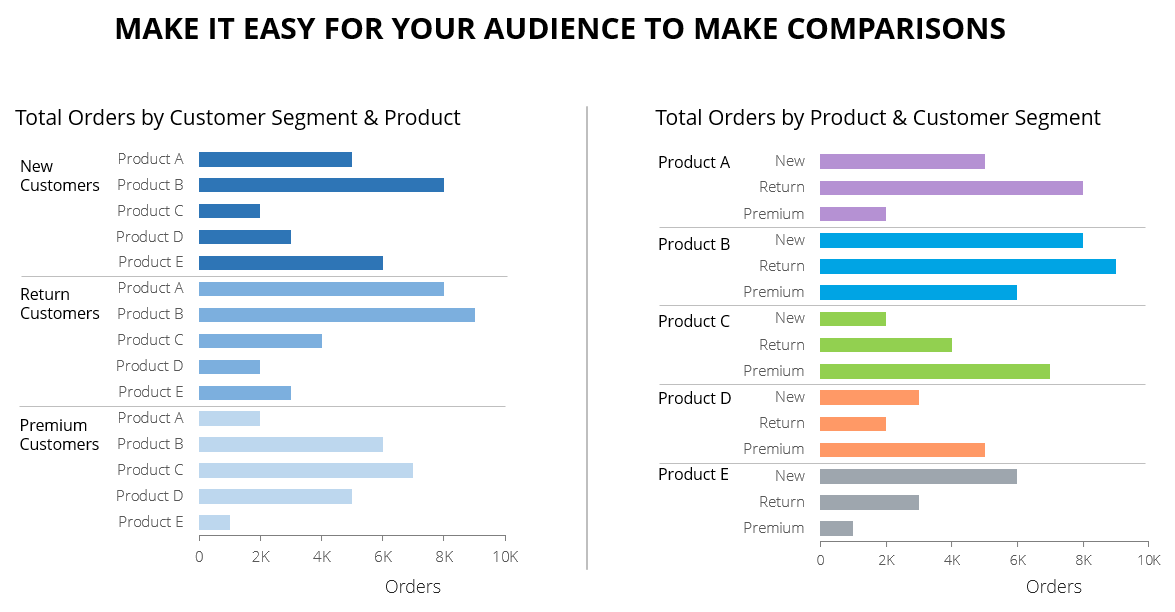 MAKE IT EASY FOR YOUR AUDIENCE TO MAKE COMPARISONS
Total Orders by Customer Segment & Product
New
Customers
Product A
Product B
Product C
Product D
Product E
Return
Customers
Product A
Product B
Product C
Product D
Product E
Premium
Customers
Product A
Product B
Product C
Product D
Product E
0 2K 4K 6K 8K 10K
Orders
Total Orders by Product & Customer Segment
Product A
New
Return
Premium
Product B
New
Return
Premium
Product C
New
Return
Premium
Product D
New
Return
Premium
Product E
New
Return
Premium
0 2K 4K 6K 8K 10K
Orders